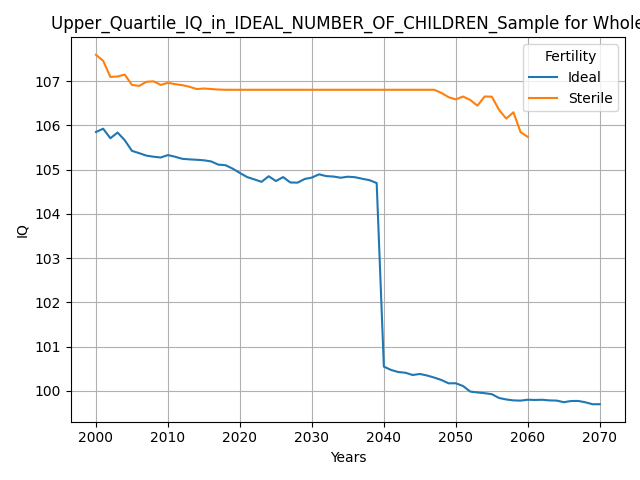 Upper_Quartile_IQ_in_IDEAL_NUMBER_OF_CHILDREN_Sample for Whole
Fertility
Ideal
Sterile
107
106
105
104
103
102
101
100
IQ
2000 2010 2020 2030 2040 2050 2060 2070
Years